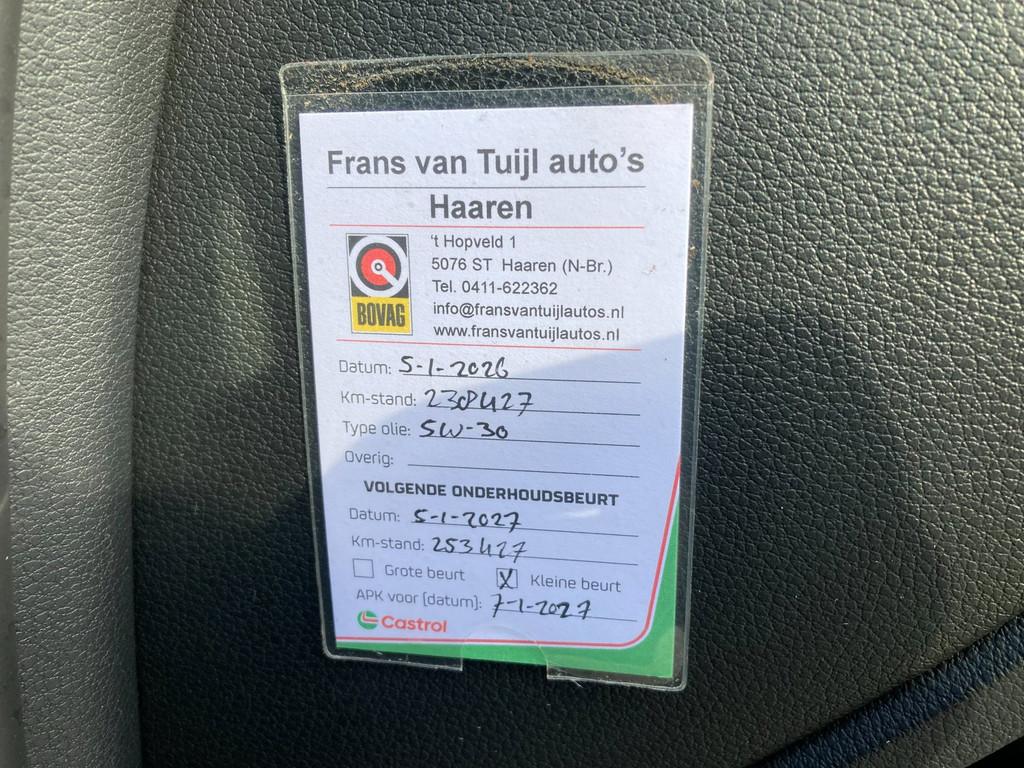 Frans van Tuijl auto's
Haaren
't Hopveld 1
5076 ST Haaren (N-Br.)
Tel. 0411-622362
info@fransvantuijlautos.nl
www.fransvantuijlautos.nl
BOVAG
Datum: 5-1-2026
Km-stand: 238427
Type olie: 5W-30
Overig:
VOLGENDE ONDERHOUDSBEURT
Datum: 5-1-2027
Km-stand: 253427
Grote beurt X Kleine beurt
APK voor (datum): 7-1-2027
Castrol